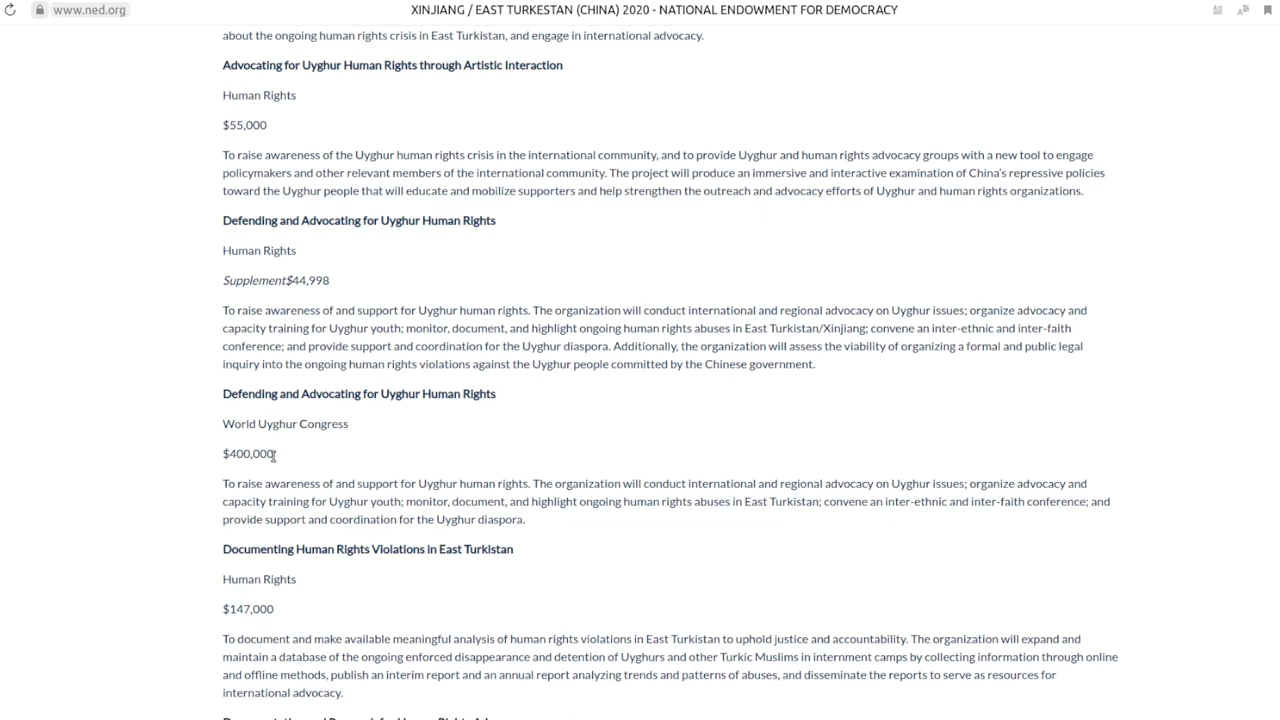 www.ned.org
XINJIANG / EAST TURKESTAN (CHINA) 2020 - NATIONAL ENDOWMENT FOR DEMOCRACY
about the ongoing human rights crisis in East Turkistan, and engage in international advocacy.
Advocating for Uyghur Human Rights through Artistic Interaction
Human Rights
$55,000
To raise awareness of the Uyghur human rights crisis in the international community, and to provide Uyghur and human rights advocacy groups with a new tool to engage
policymakers and other relevant members of the international community. The project will produce an immersive and interactive examination of China's repressive policies
toward the Uyghur people that will educate and mobilize supporters and help strengthen the outreach and advocacy efforts of Uyghur and human rights organizations.
Defending and Advocating for Uyghur Human Rights
Human Rights
Supplement$44,998
To raise awareness of and support for Uyghur human rights. The organization will conduct international and regional advocacy on Uyghur issues; organize advocacy and
capacity training for Uyghur youth; monitor, document, and highlight ongoing human rights abuses in East Turkistan/Xinjiang; convene an inter-ethnic and inter-faith
conference; and provide support and coordination for the Uyghur diaspora. Additionally, the organization will assess the viability of organizing a formal and public legal
inquiry into the ongoing human rights violations against the Uyghur people committed by the Chinese government.
Defending and Advocating for Uyghur Human Rights
World Uyghur Congress
$400,000
To raise awareness of and support for Uyghur human rights. The organization will conduct international and regional advocacy on Uyghur issues; organize advocacy and
capacity training for Uyghur youth; monitor, document, and highlight ongoing human rights abuses in East Turkistan; convene an inter-ethnic and inter-faith conference; and
provide support and coordination for the Uyghur diaspora.
Documenting Human Rights Violations in East Turkistan
Human Rights
$147,000
To document and make available meaningful analysis of human rights violations in East Turkistan to uphold justice and accountability. The organization will expand and
maintain a database of the ongoing enforced disappearance and detention of Uyghurs and other Turkic Muslims in internment camps by collecting information through online
and offline methods, publish an interim report and an annual report analyzing trends and patterns of abuses, and disseminate the reports to serve as resources for
international advocacy.